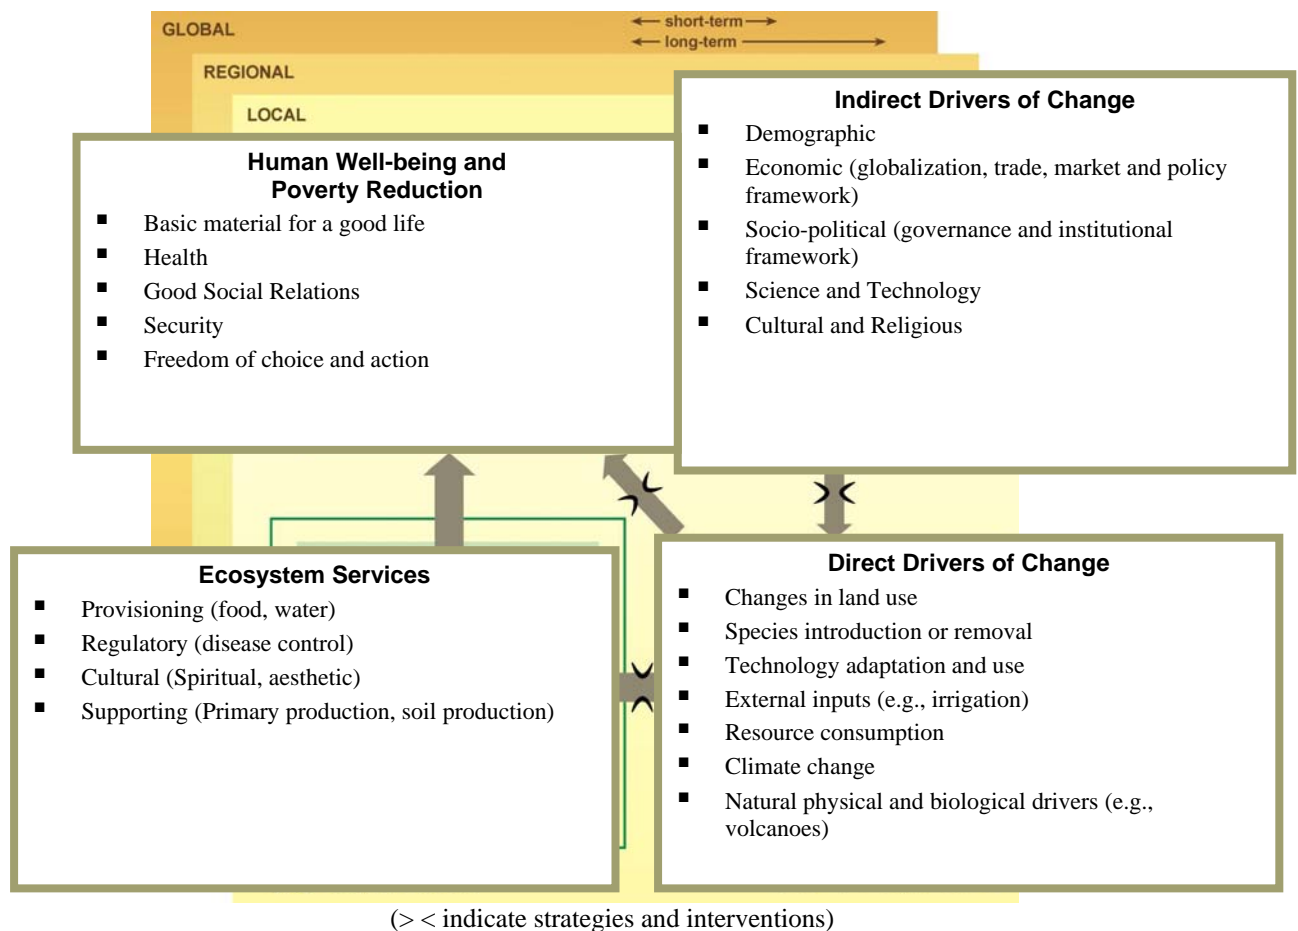 GLOBAL
short-term
long-term
REGIONAL
LOCAL
Human Well-being and
Poverty Reduction
▪ Basic material for a good life
▪ Health
▪ Good Social Relations
▪ Security
▪ Freedom of choice and action
Indirect Drivers of Change
▪ Demographic
▪ Economic (globalization, trade, market and policy
framework)
▪ Socio-political (governance and institutional
framework)
▪ Science and Technology
▪ Cultural and Religious
Ecosystem Services
▪ Provisioning (food, water)
▪ Regulatory (disease control)
▪ Cultural (Spiritual, aesthetic)
▪ Supporting (Primary production, soil production)
Direct Drivers of Change
▪ Changes in land use
▪ Species introduction or removal
▪ Technology adaptation and use
▪ External inputs (e.g., irrigation)
▪ Resource consumption
▪ Climate change
▪ Natural physical and biological drivers (e.g.,
volcanoes)
(> < indicate strategies and interventions)